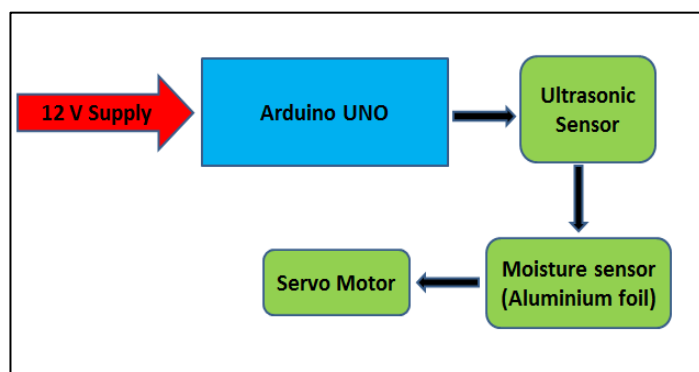 12 V Supply
Arduino UNO
Ultrasonic
Sensor
Moisture sensor
(Aluminium foil)
Servo Motor